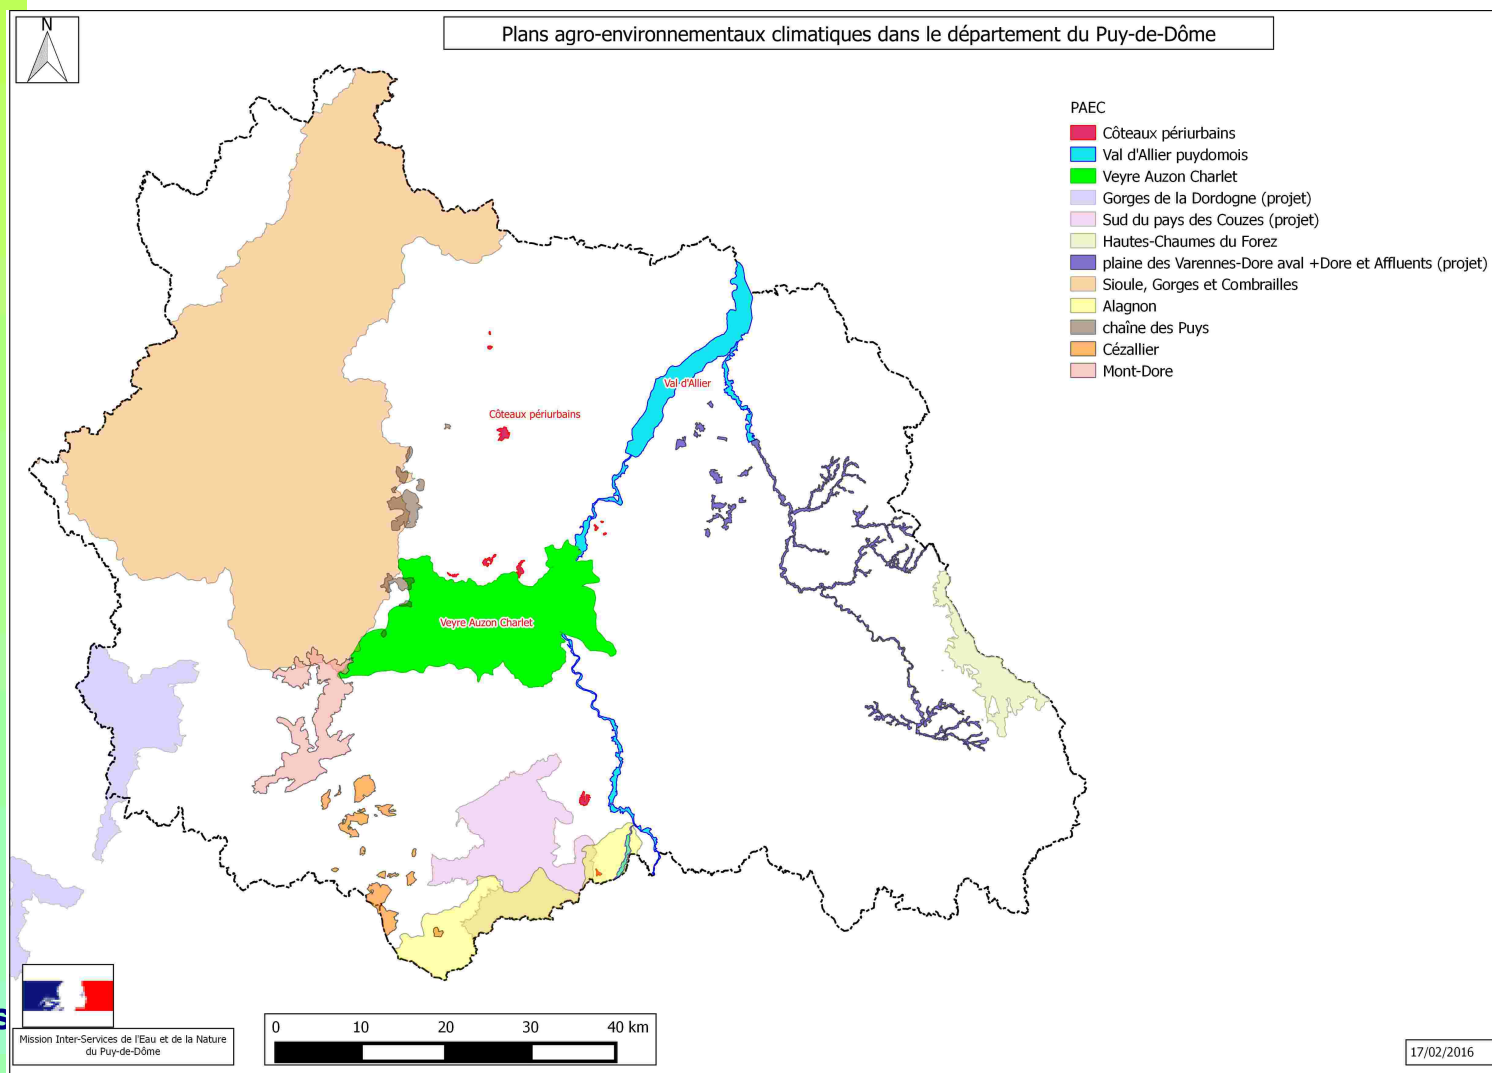 N
Plans agro-environnementaux climatiques dans le département du Puy-de-Dôme
PAEC
Côteaux périurbains
Val d'Allier puydomois
Veyre Auzon Charlet
Gorges de la Dordogne (projet)
Sud du pays des Couzes (projet)
Hautes-Chaumes du Forez
plaine des Varennes-Dore aval +Dore et Affluents (projet)
Sioule, Gorges et Combrailles
Alagnon
chaîne des Puys
Cézallier
Mont-Dore
Val d'Allier
Côteaux périurbains
Veyre Auzon Charlet
Mission Inter-Services de l'Eau et de la Nature
du Puy-de-Dôme
0 10 20 30 40 km
17/02/2016